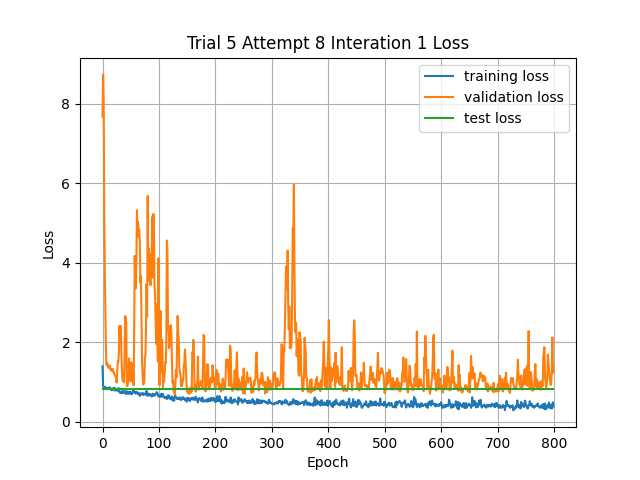 Trial 5 Attempt 8 Interation 1 Loss
training loss
validation loss
test loss
8
6
4
2
0
Loss
0
100
200
300
400
500
600
700
800
Epoch